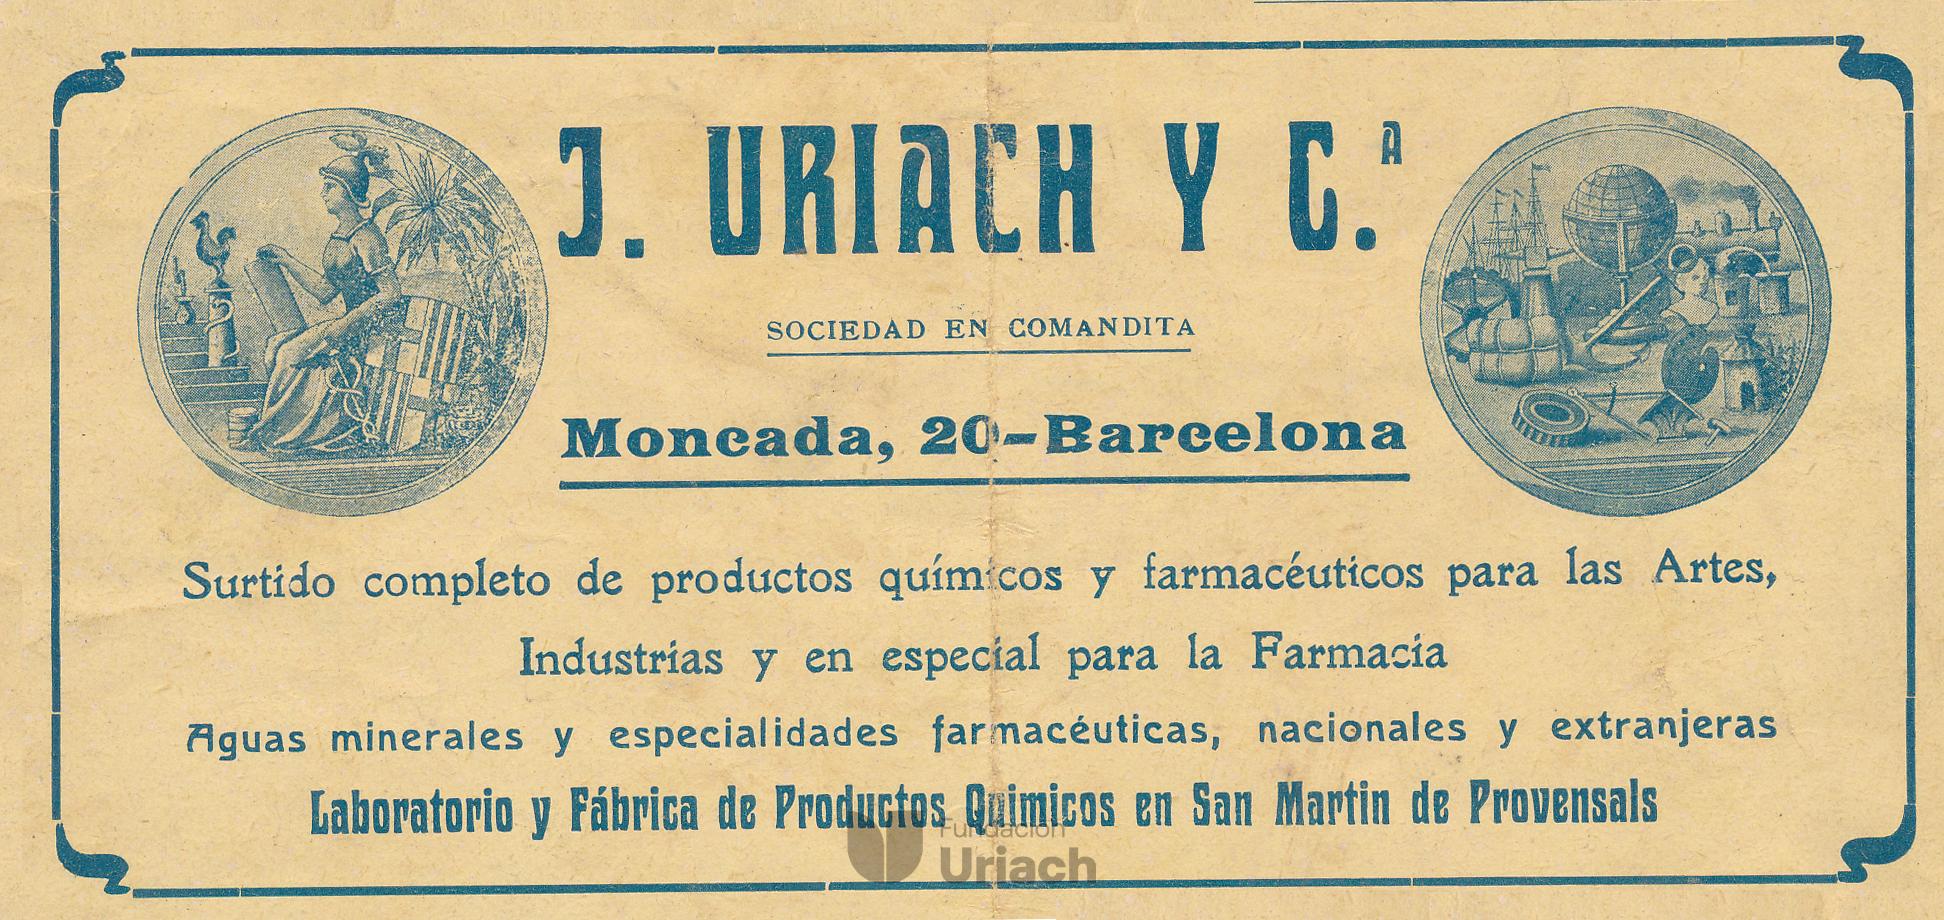 J. URIACH Y C.ª
SOCIEDAD EN COMANDITA
Moncada, 20-Barcelona
Surtido completo de productos químicos y farmacéuticos para las Artes,
Industrias y en especial para la Farmacia
Aguas minerales y especialidades farmacéuticas, nacionales y extranjeras
Laboratorio y Fábrica de Productos Químicos en San Martin de Provensals
Fundación
Uriach